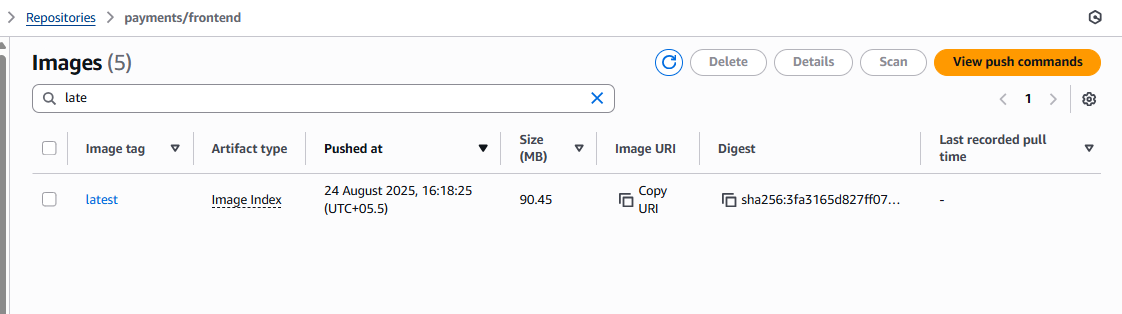 Repositories payments/frontend
Images (5)
Delete Details Scan View push commands
late
1
Image tag Artifact type Pushed at Size (MB) Image URI Digest Last recorded pull time
latest Image Index 24 August 2025, 16:18:25 (UTC+05.5) 90.45 Copy URI sha256:3fa3165d827ff07... -